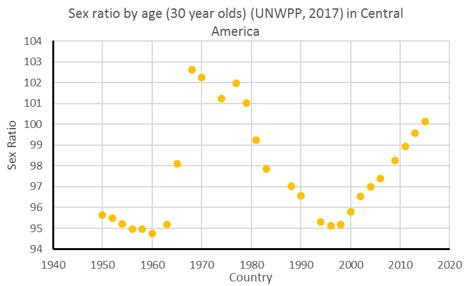 Sex ratio by age (30 year olds) (UNWPP, 2017) in Central
America
104
103
102
101
100
99
98
97
96
95
94
Sex Ratio
1940 1950 1960 1970 1980 1990 2000 2010 2020
Country